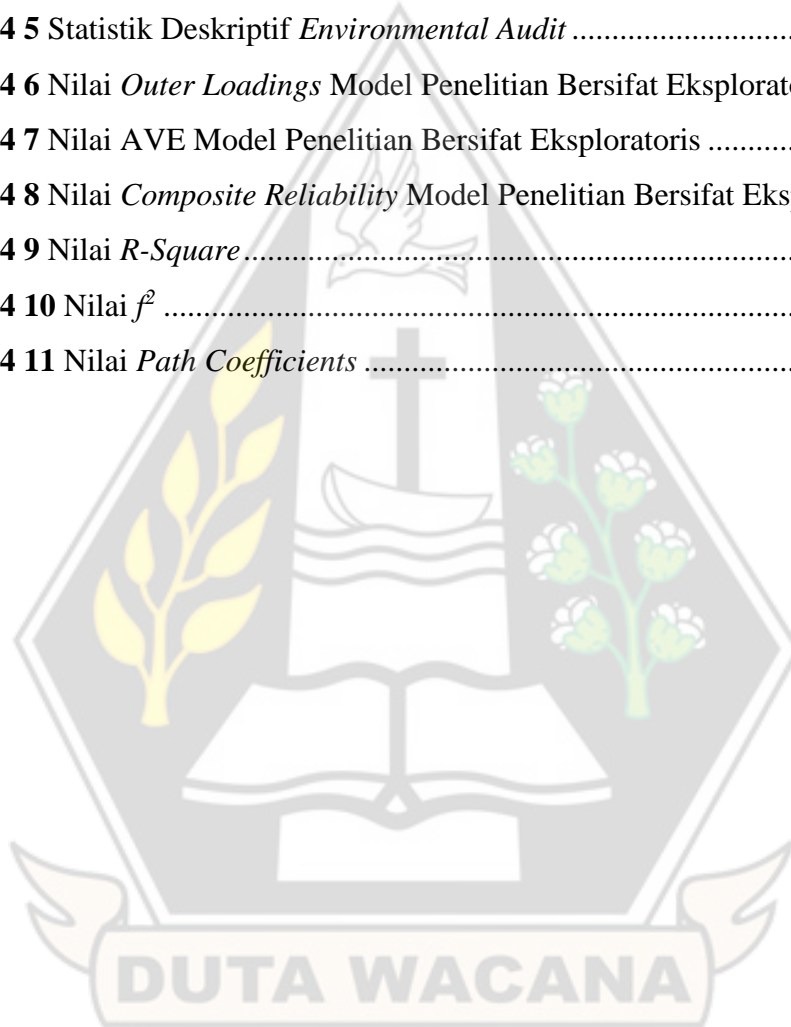 4 5 Statistik Deskriptif Environmental Audit ..............................
4 6 Nilai Outer Loadings Model Penelitian Bersifat Eksplorat
4 7 Nilai AVE Model Penelitian Bersifat Eksploratoris ............
4 8 Nilai Composite Reliability Model Penelitian Bersifat Eks
4 9 Nilai R-Square.......................................................................
4 10 Nilai f² .................................................................................
4 11 Nilai Path Coefficients ........................................................
DUTA WACANA